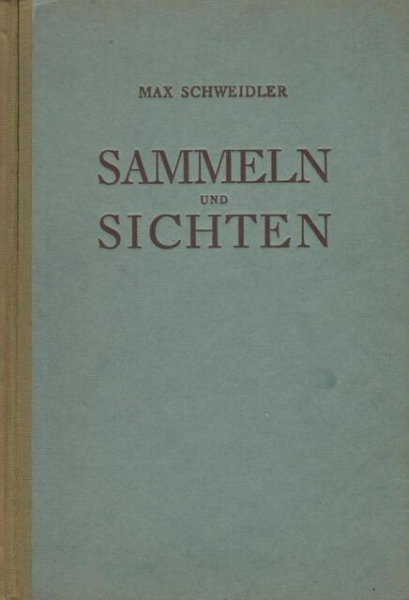 MAX SCHWEIDLER
SAMMELN
UND
SICHTEN